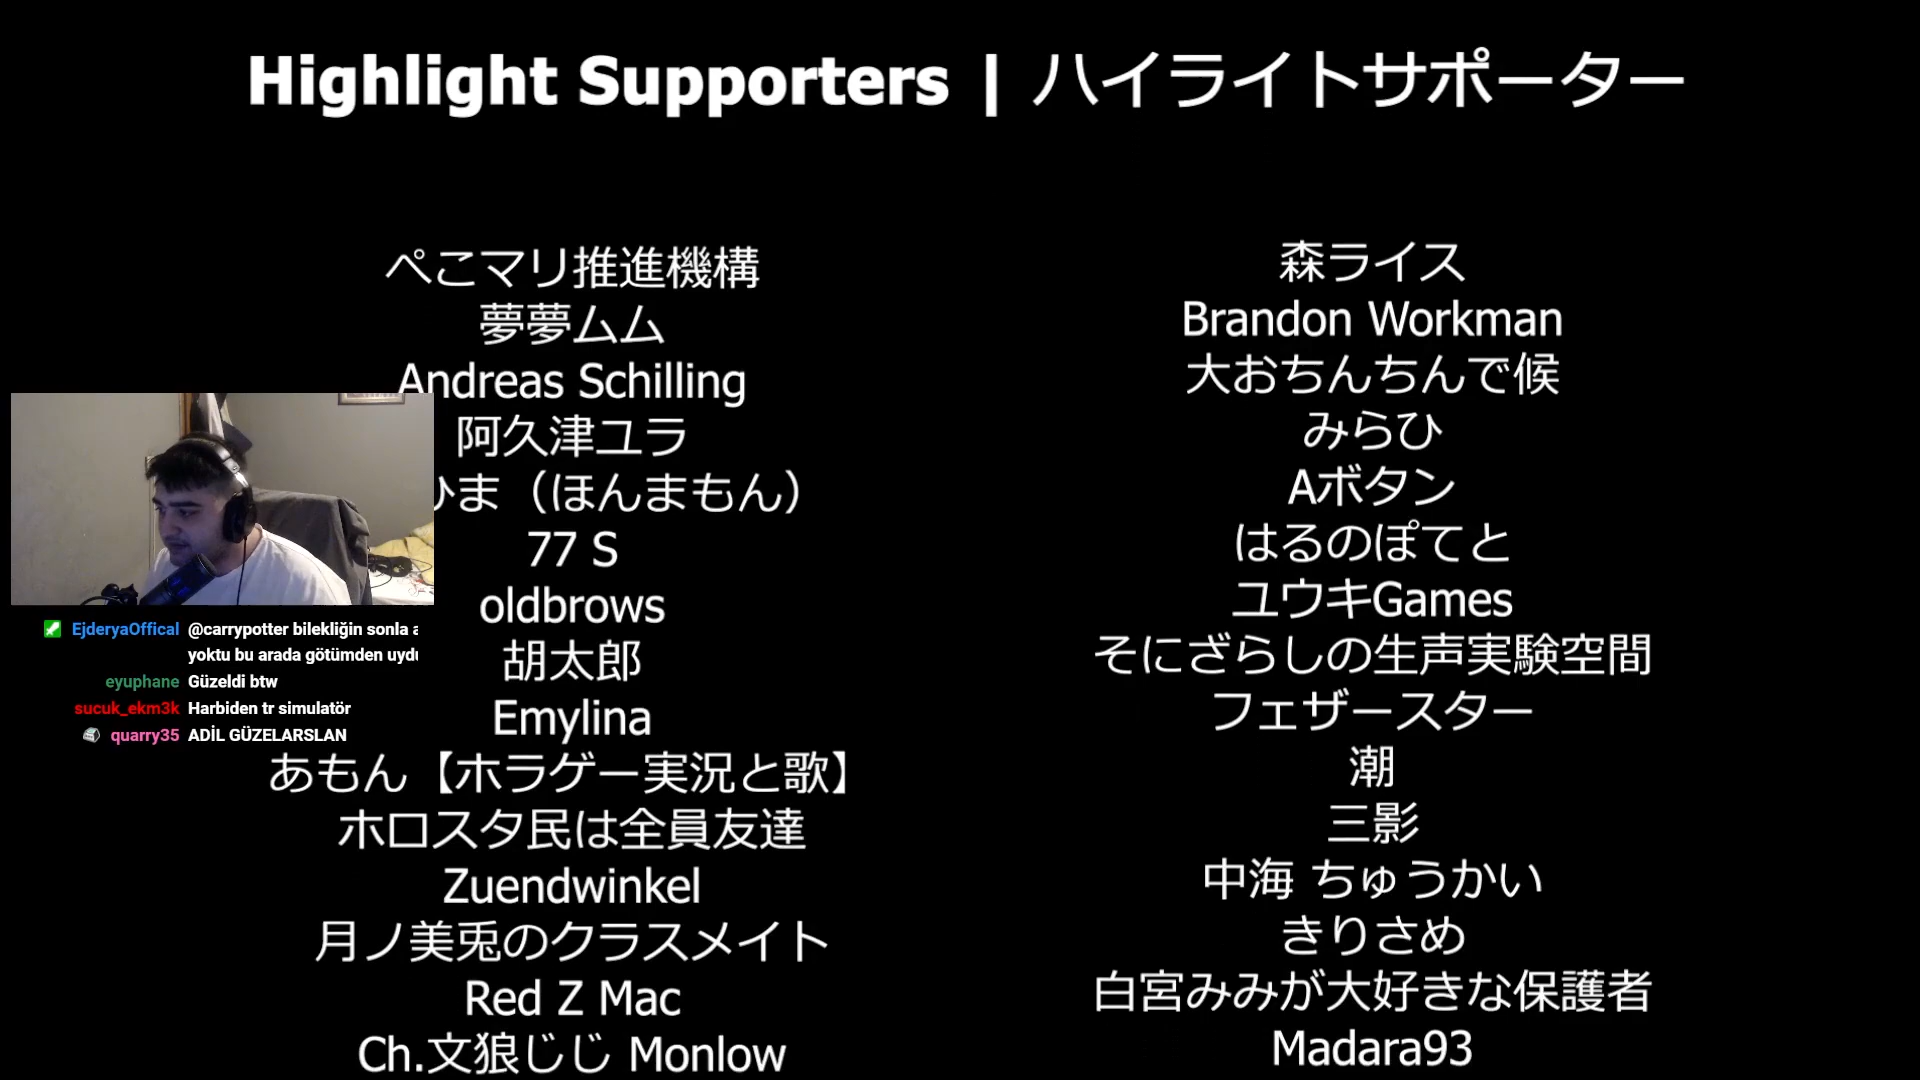 Highlight Supporters | ハイライトサポーター
ぺこマリ推進機構
夢夢ムム
Andreas Schilling
阿久津ユラ
ひま（ほんまもん）
77 S
oldbrows
胡太郎
Emylina
あもん【ホラゲー実況と歌】
ホロスタ民は全員友達
Zuendwinkel
月ノ美兎のクラスメイト
Red Z Mac
Ch.文狼じじ Monlow
森ライス
Brandon Workman
大おちんちんで候
みらひ
Aボタン
はるのぽてと
ユウキGames
そにざらしの生声実験空間
フェザースター
潮
三影
中海 ちゅうかい
きりさめ
白宮みみが大好きな保護者
Madara93
EjderyaOffical @carrypotter bilekliğin sonla
yoktu bu arada götümden
eyuphane Güzeldi btw
sucuk_ekm3k Harbiden tr simulatör
quarry35 ADİL GÜZELARSLAN